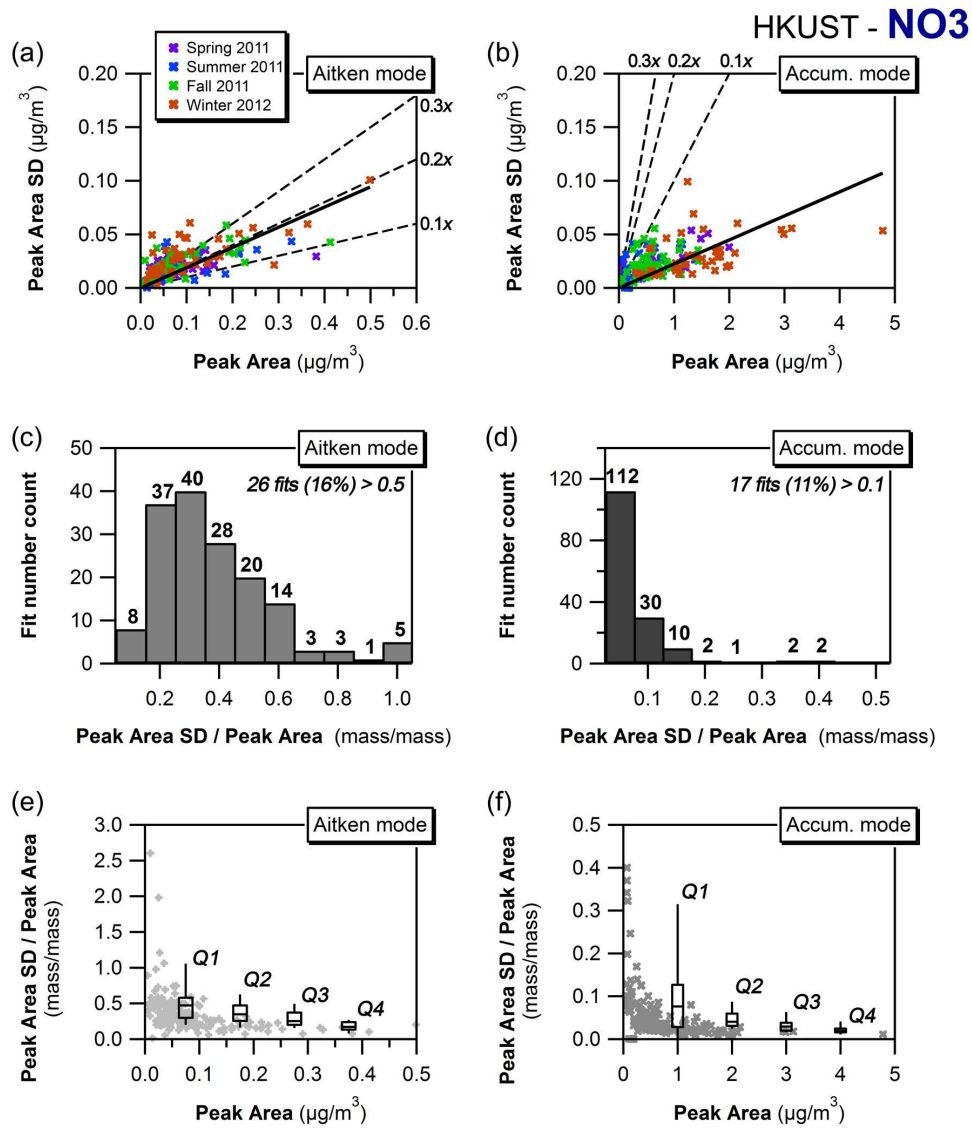 HKUST - NO3
(a)
Spring 2011
Summer 2011
Fall 2011
Winter 2012
Aitken mode
0.3x
0.2x
0.1x
0.20
0.15
0.10
0.05
0.00
Peak Area SD (µg/m³)
0.0 0.1 0.2 0.3 0.4 0.5 0.6
Peak Area (µg/m³)
(b)
0.3x 0.2x 0.1x
Accum. mode
0.20
0.15
0.10
0.05
0.00
Peak Area SD (µg/m³)
0 1 2 3 4 5
Peak Area (µg/m³)
(c)
Aitken mode
26 fits (16%) > 0.5
50
40
30
20
10
0
Fit number count
8 37 40 28 20 14 3 3 1 5
0.2 0.4 0.6 0.8 1.0
Peak Area SD / Peak Area (mass/mass)
(d)
Accum. mode
17 fits (11%) > 0.1
120
80
40
0
Fit number count
112 30 10 2 1 2 2
0.1 0.2 0.3 0.4 0.5
Peak Area SD / Peak Area (mass/mass)
(e)
Aitken mode
3.0
2.5
2.0
1.5
1.0
0.5
0.0
Peak Area SD / Peak Area
(mass/mass)
Q1 Q2 Q3 Q4
0.0 0.1 0.2 0.3 0.4 0.5
Peak Area (µg/m³)
(f)
Accum. mode
0.5
0.4
0.3
0.2
0.1
0.0
Peak Area SD / Peak Area
(mass/mass)
Q1 Q2 Q3 Q4
0 1 2 3 4 5
Peak Area (µg/m³)